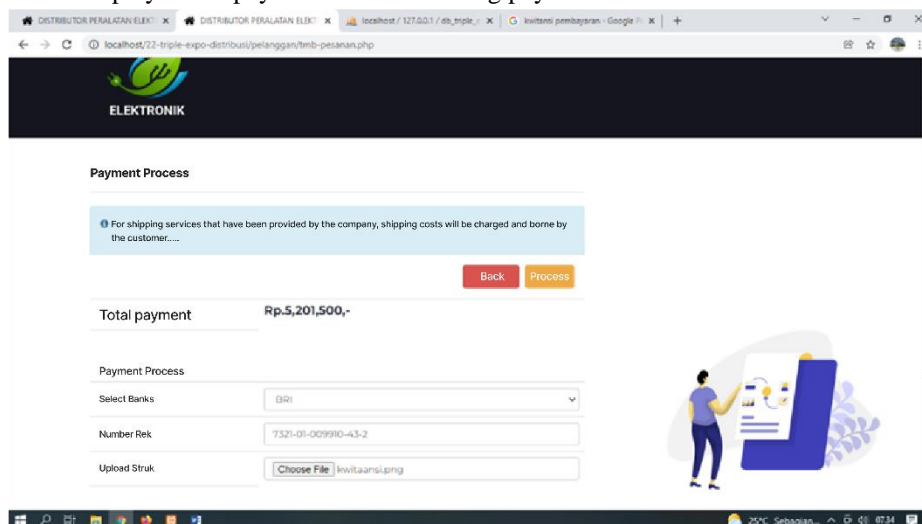 DISTRIBUTOR PERALATAN ELEKT
DISTRIBUTOR PERALATAN ELEKT
localhost / 127.0.0.1 / db_triple_
kwitansi pembayaran - Google
localhost/22-triple-expo-distribusi/pelanggan/tmb-pesanan.php
ELEKTRONIK
Payment Process
For shipping services that have been provided by the company, shipping costs will be charged and borne by
the customer.....
Back Process
Total payment Rp.5,201,500,-
Payment Process
Select Banks BRI
Number Rek 7321-01-009910-43-2
Upload Struk Choose File kwitaansi.png
25°C Sebagian... 07.34